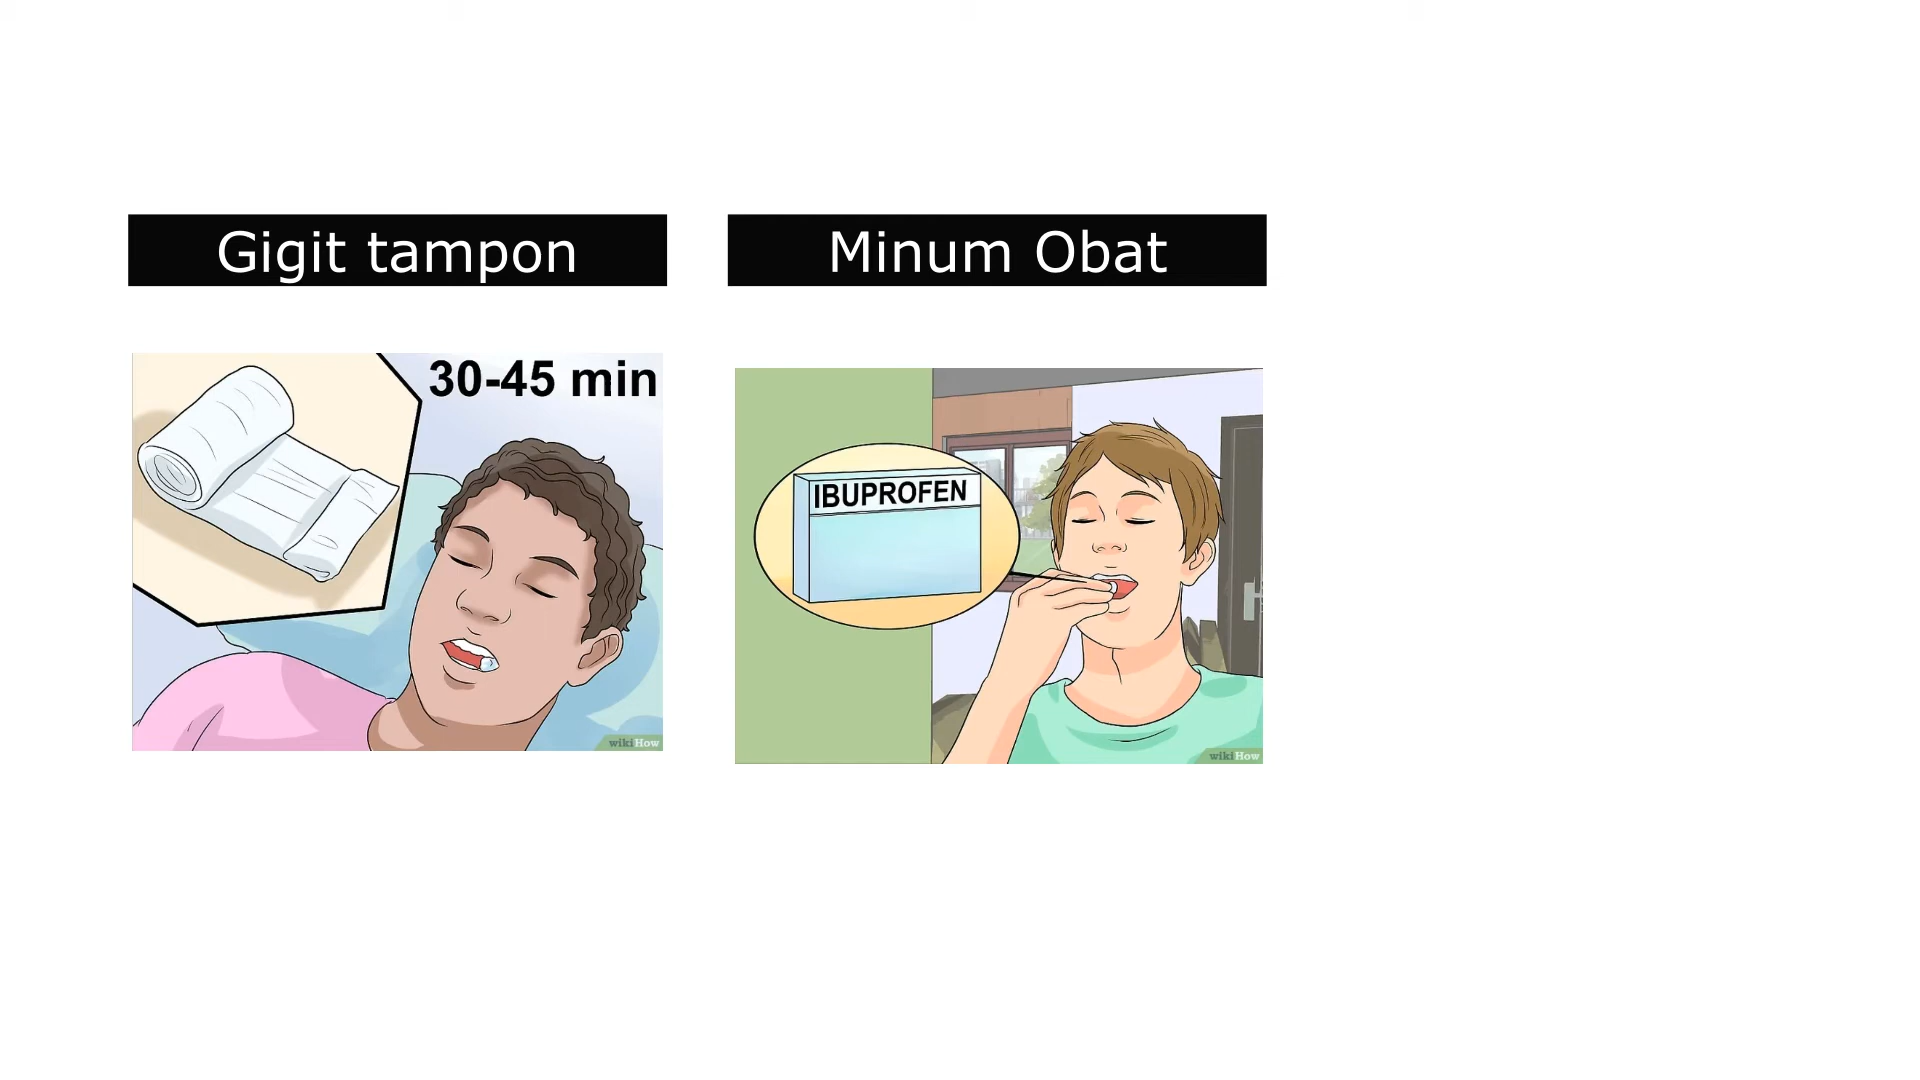 Gigit tampon
Minum Obat
30-45 min
IBUPROFEN
wikiHow
wikiHow